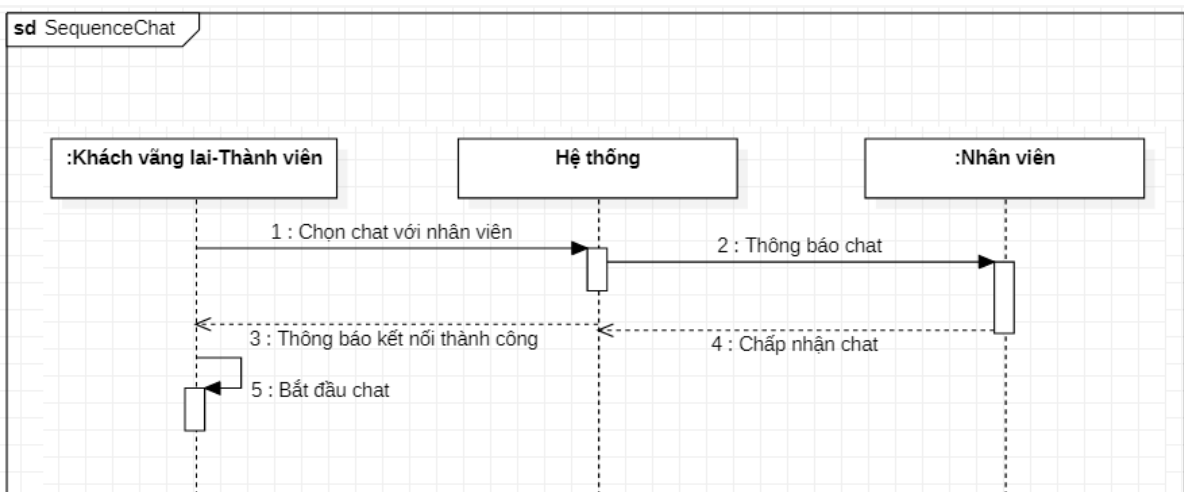 sd SequenceChat
:Khách vãng lai-Thành viên
Hệ thống
:Nhân viên
1 : Chọn chat với nhân viên
2 : Thông báo chat
3 : Thông báo kết nối thành công
4 : Chấp nhận chat
5 : Bắt đầu chat